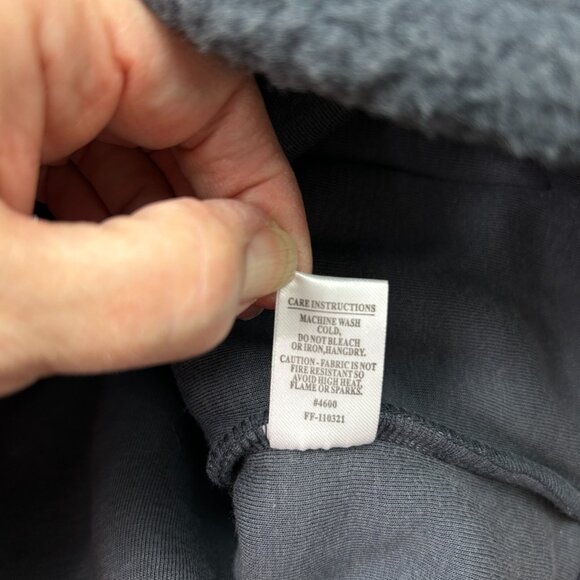 CARE INSTRUCTIONS
MACHINE WASH
COLD,
DO NOT BLEACH
OR IRON,HANGDRY.
CAUTION - FABRIC IS NOT
FIRE RESISTANT SO
AVOID HIGH HEAT,
FLAME OR SPARKS.
#4600
FF-110321